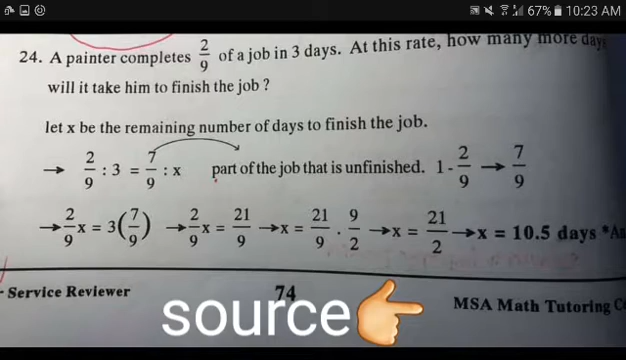 67% 10:23 AM
24. A painter completes 2/9 of a job in 3 days. At this rate, how many more days
will it take him to finish the job ?
let x be the remaining number of days to finish the job.
→ 2/9 : 3 = 7/9 : x part of the job that is unfinished. 1 - 2/9 → 7/9
→ 2/9 x = 3(7/9) → 2/9 x = 21/9 → x = 21/9 . 9/2 → x = 21/2 → x = 10.5 days *An
Service Reviewer
74
MSA Math Tutoring C
source